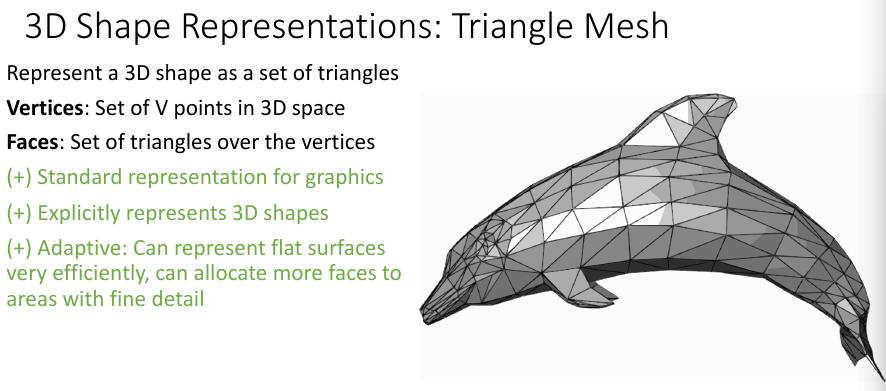 3D Shape Representations: Triangle Mesh
Represent a 3D shape as a set of triangles
Vertices: Set of V points in 3D space
Faces: Set of triangles over the vertices
(+) Standard representation for graphics
(+) Explicitly represents 3D shapes
(+) Adaptive: Can represent flat surfaces
very efficiently, can allocate more faces to
areas with fine detail